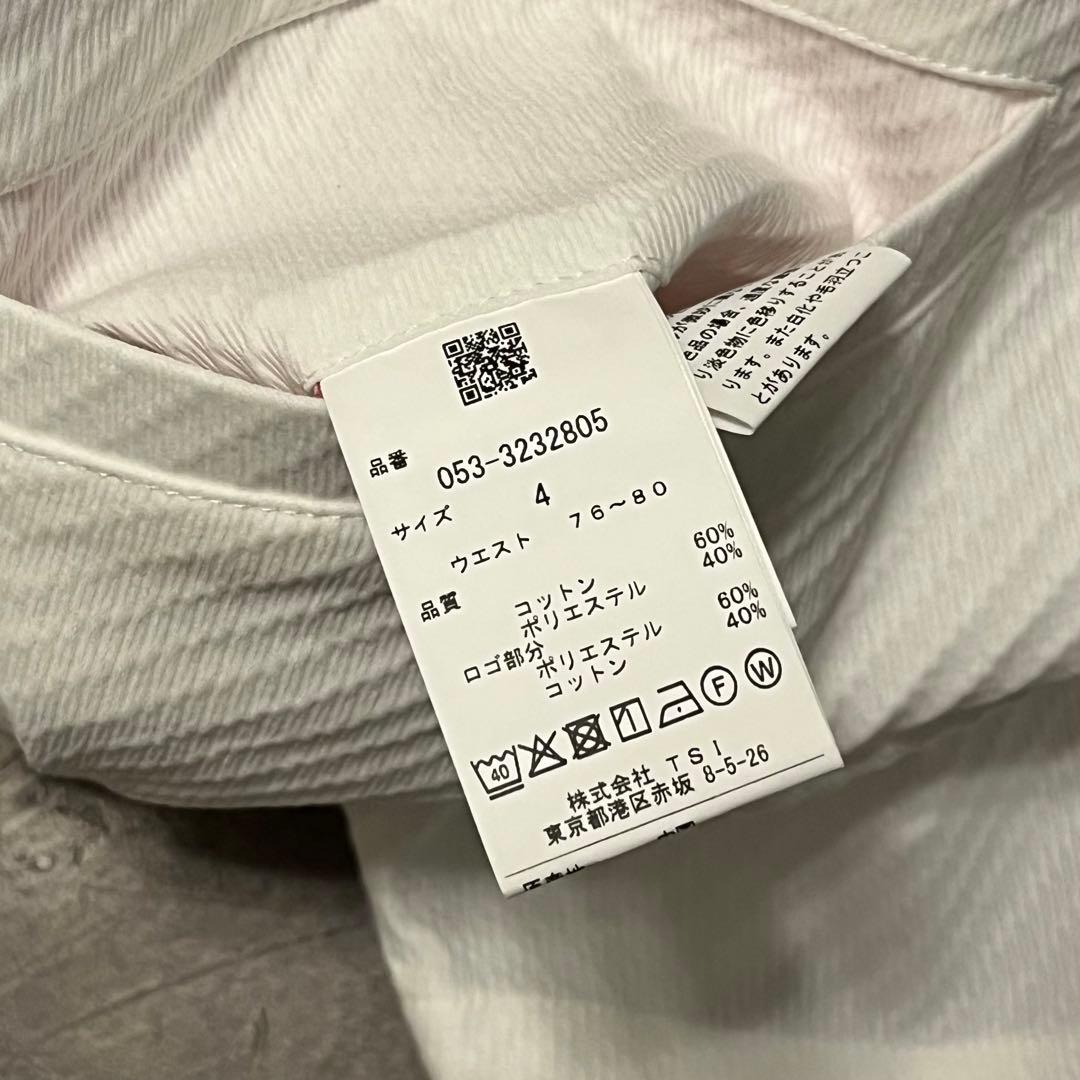 品番 053-3232805
サイズ 4
ウエスト 76～80
品質 コットン 60%
ポリエステル 40%
ロゴ部分
ポリエステル 60%
コットン 40%
40
F W
株式会社 TSI
東京都港区赤坂 8-5-26
の場合、
り淡色物に色移りすることが
ります。また白化や毛羽立つこ
とがあります。